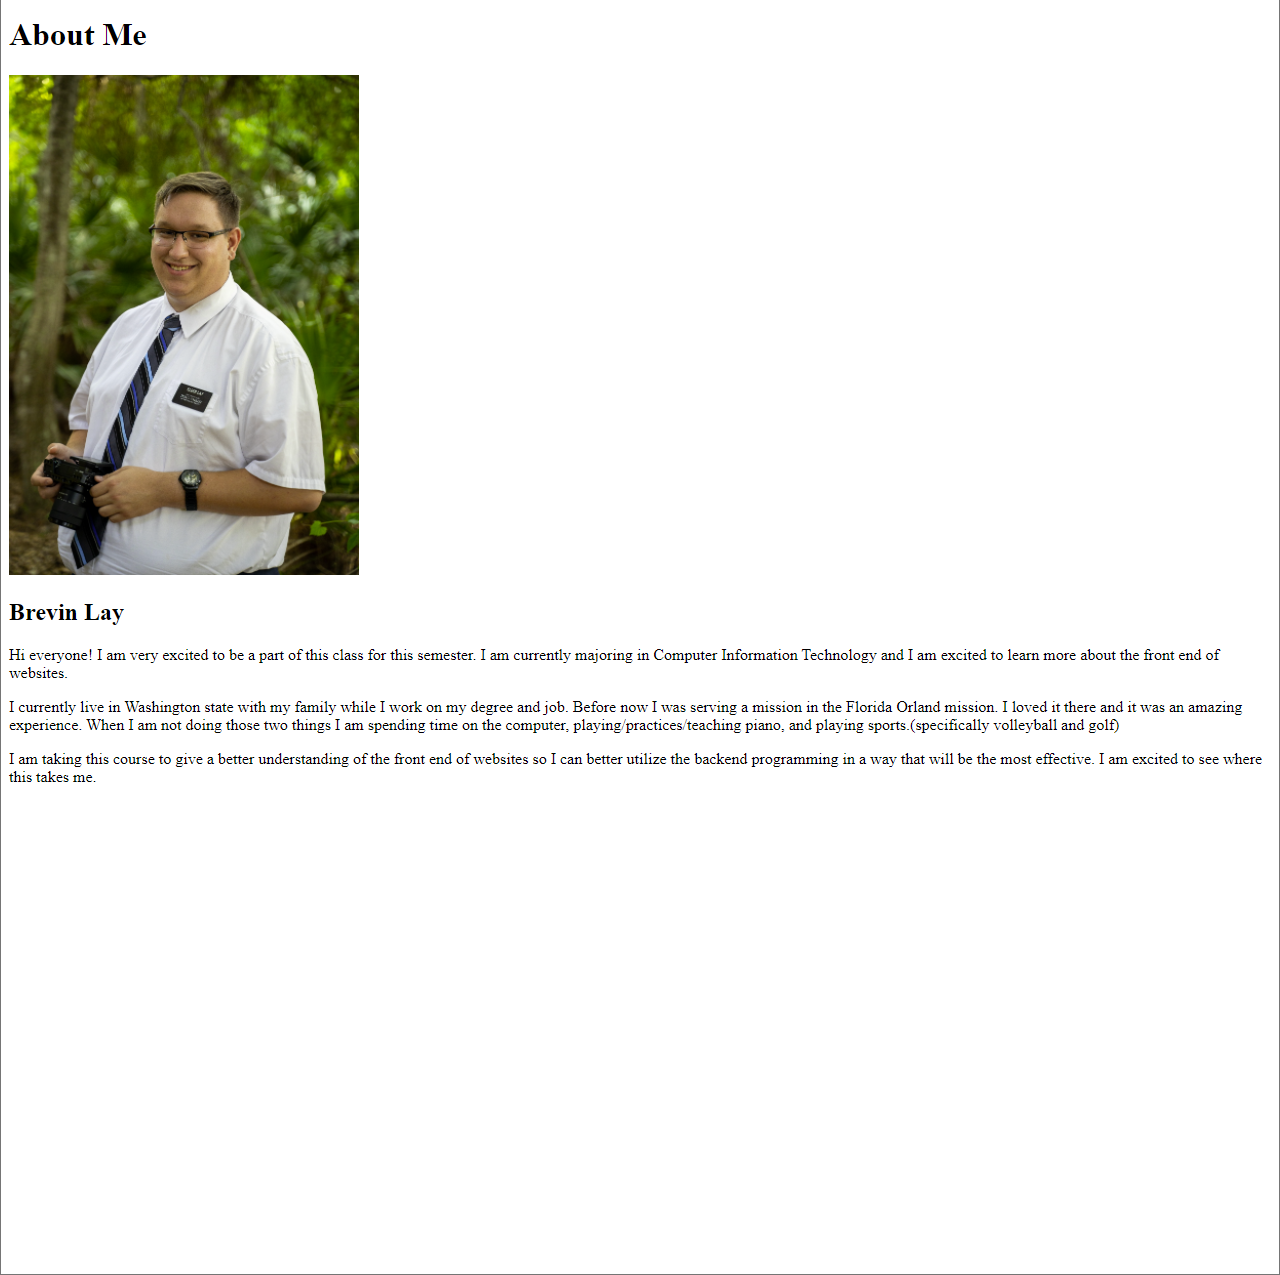 About Me
ELDER LAY
Brevin Lay
Hi everyone! I am very excited to be a part of this class for this semester. I am currently majoring in Computer Information Technology and I am excited to learn more about the front end of
websites.
I currently live in Washington state with my family while I work on my degree and job. Before now I was serving a mission in the Florida Orland mission. I loved it there and it was an amazing
experience. When I am not doing those two things I am spending time on the computer, playing/practices/teaching piano, and playing sports.(specifically volleyball and golf)
I am taking this course to give a better understanding of the front end of websites so I can better utilize the backend programming in a way that will be the most effective. I am excited to see where
this takes me.